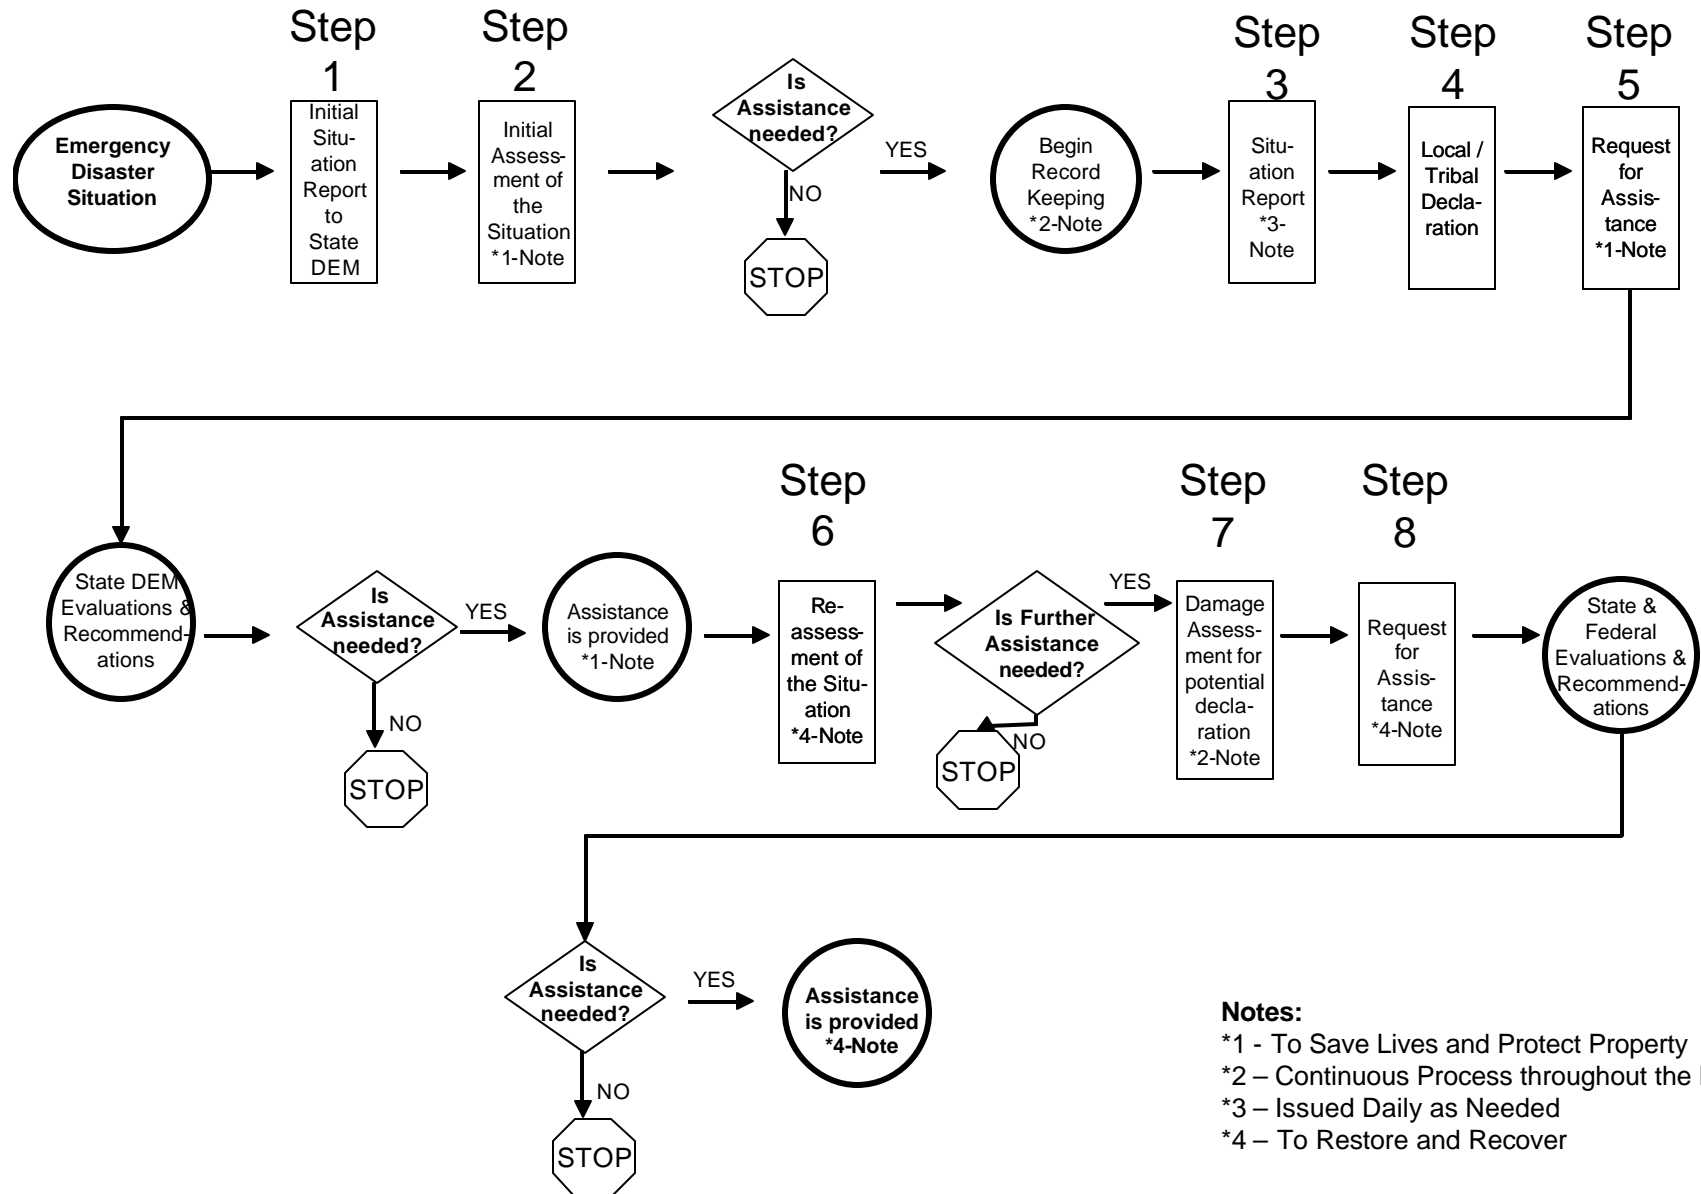 Step
1
Step
2
Step
3
Step
4
Step
5
Emergency
Disaster
Situation
Initial
Situ-
ation
Report
to
State
DEM
Initial
Assess-
ment of
the
Situation
*1-Note
Is
Assistance
needed?
YES
NO
STOP
Begin
Record
Keeping
*2-Note
Situ-
ation
Report
*3-
Note
Local /
Tribal
Decla-
ration
Request
for
Assis-
tance
*1-Note
Step
6
Step
7
Step
8
State DEM
Evaluations &
Recommend-
ations
Is
Assistance
needed?
YES
NO
STOP
Assistance
is provided
*1-Note
Re-
assess-
ment of
the Situ-
ation
*4-Note
Is Further
Assistance
needed?
YES
NO
STOP
Damage
Assess-
ment for
potential
decla-
ration
*2-Note
Request
for
Assis-
tance
*4-Note
State &
Federal
Evaluations &
Recommend-
ations
Is
Assistance
needed?
YES
NO
STOP
Assistance
is provided
*4-Note
Notes:
*1 - To Save Lives and Protect Property
*2 – Continuous Process throughout the
*3 – Issued Daily as Needed
*4 – To Restore and Recover